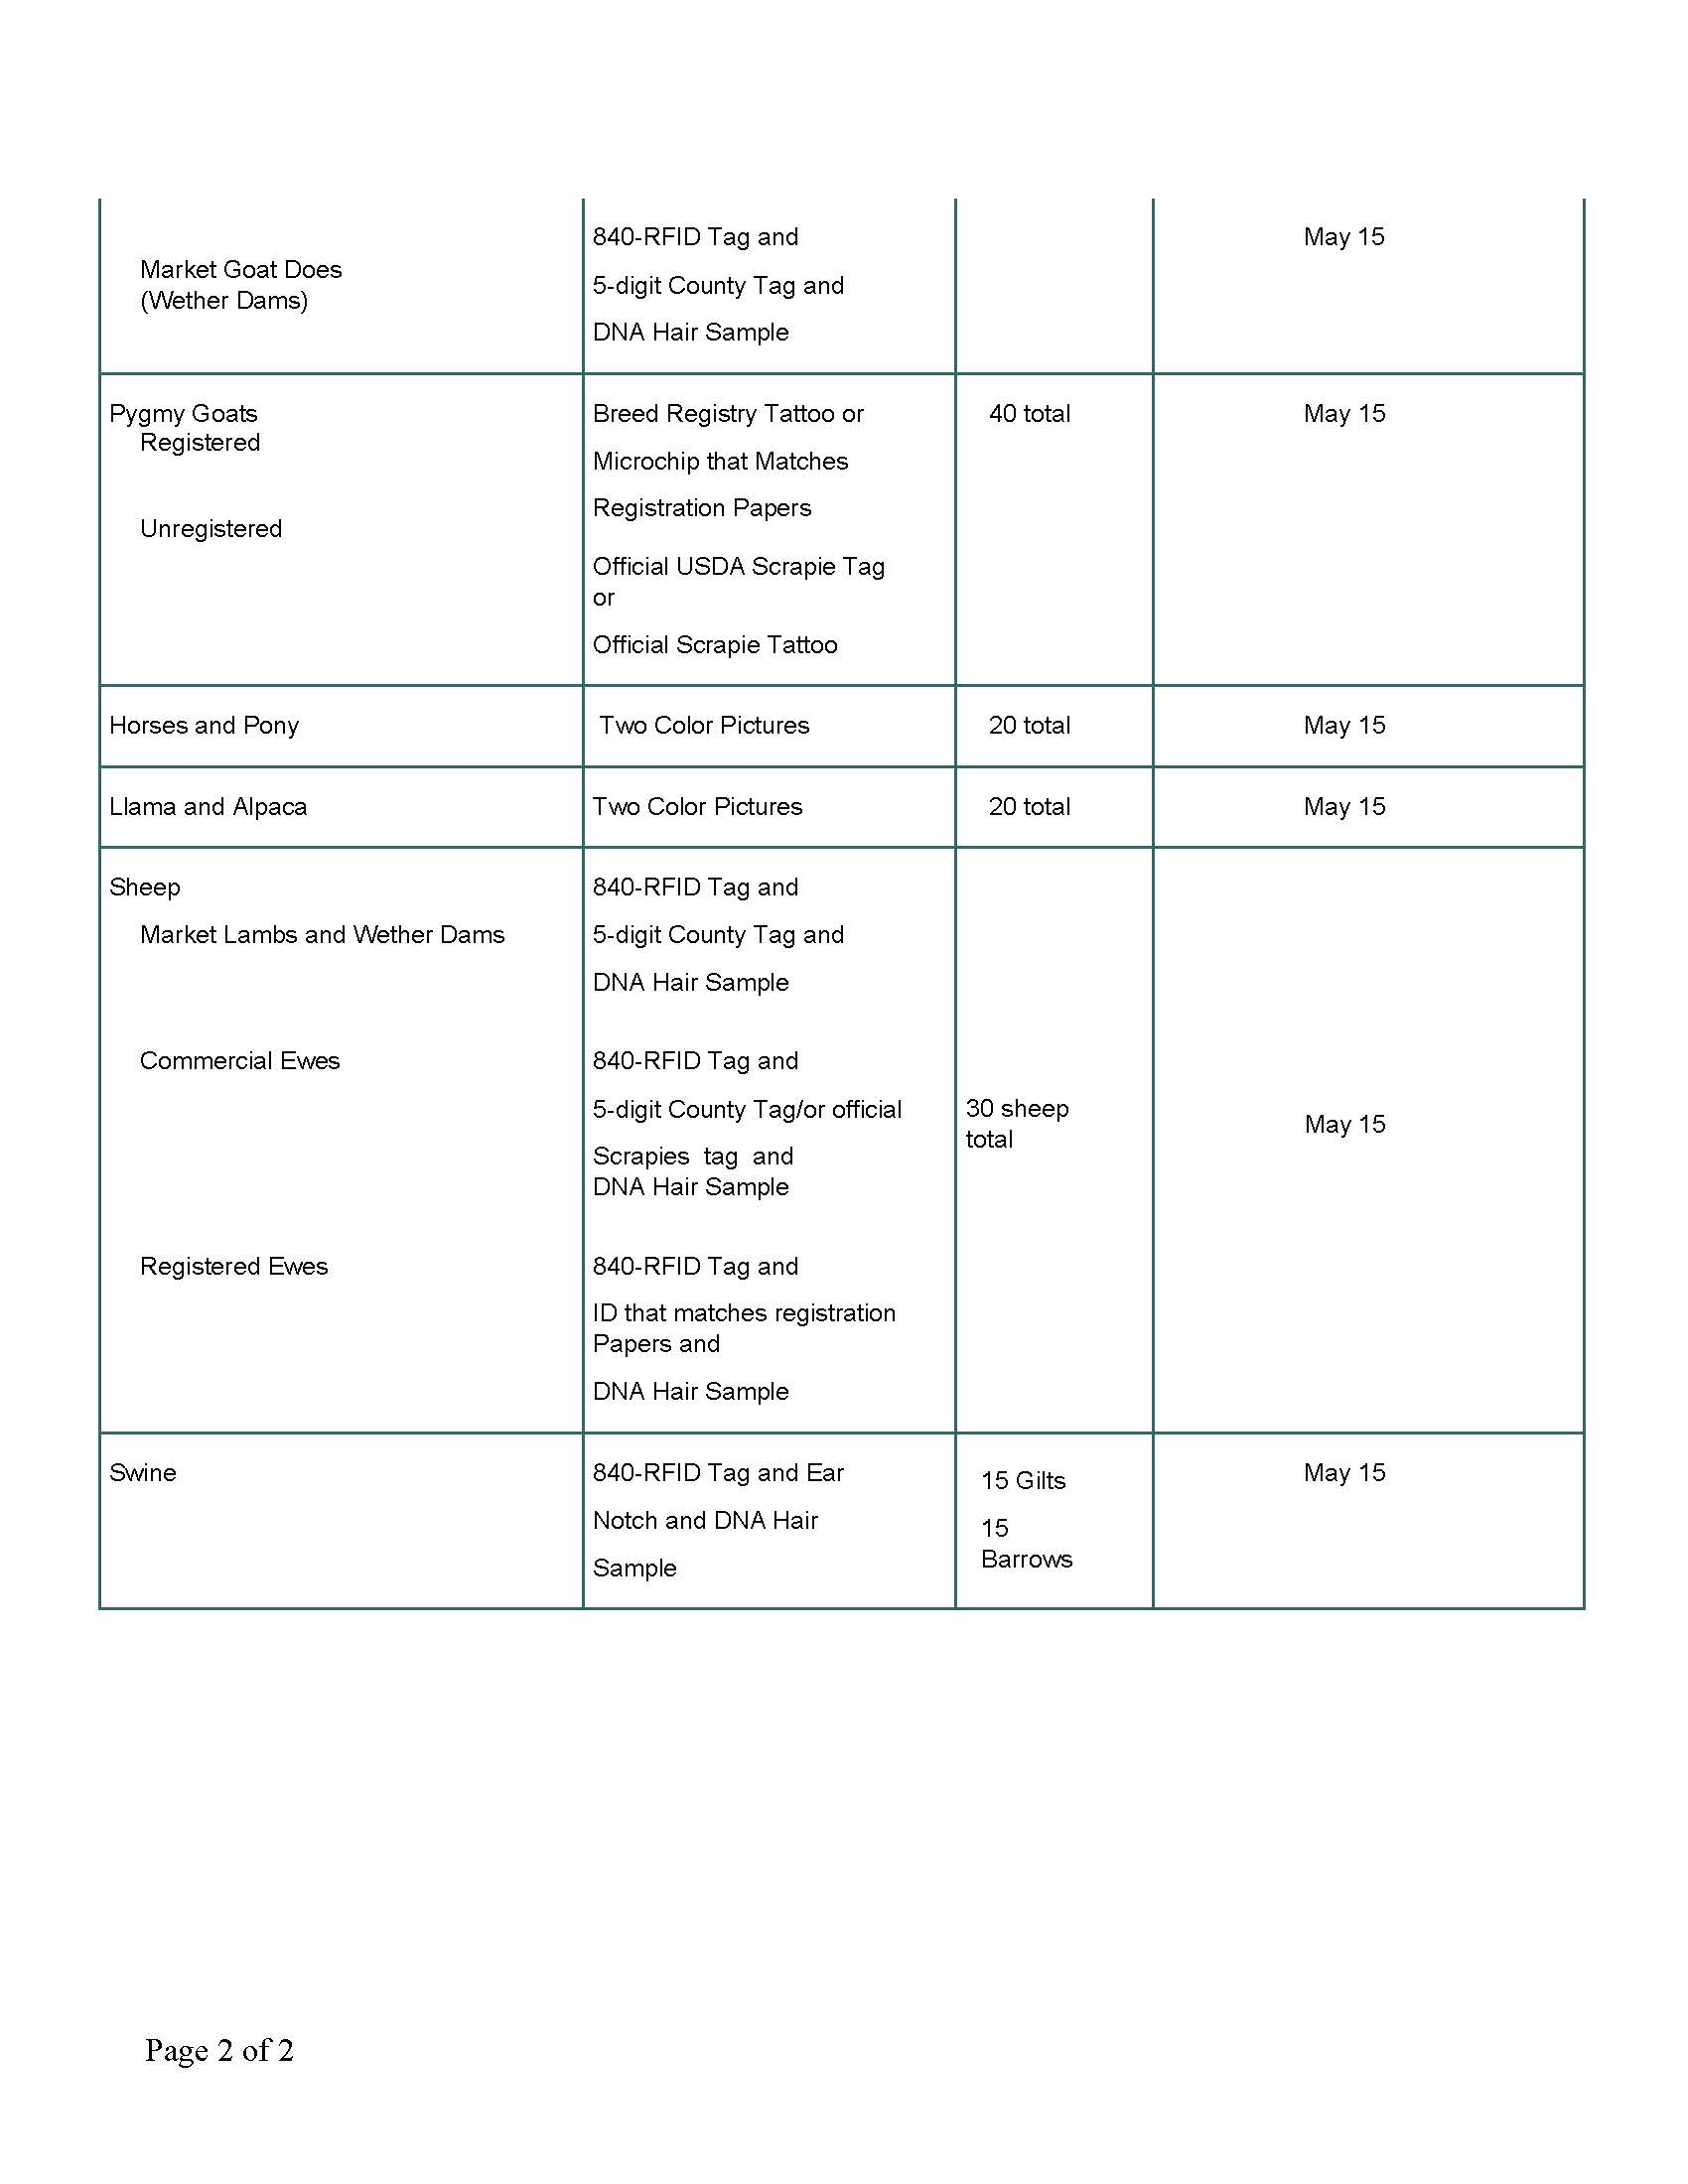 Market Goat Does
(Wether Dams)
840-RFID Tag and
5-digit County Tag and
DNA Hair Sample
May 15
Pygmy Goats
Registered
Unregistered
Breed Registry Tattoo or
Microchip that Matches
Registration Papers
Official USDA Scrapie Tag
or
Official Scrapie Tattoo
40 total
May 15
Horses and Pony
Two Color Pictures
20 total
May 15
Llama and Alpaca
Two Color Pictures
20 total
May 15
Sheep
Market Lambs and Wether Dams
840-RFID Tag and
5-digit County Tag and
DNA Hair Sample
Commercial Ewes
840-RFID Tag and
5-digit County Tag/or official
Scrapies tag and
DNA Hair Sample
Registered Ewes
840-RFID Tag and
ID that matches registration
Papers and
DNA Hair Sample
30 sheep
total
May 15
Swine
840-RFID Tag and Ear
Notch and DNA Hair
Sample
15 Gilts
15
Barrows
May 15
Page 2 of 2